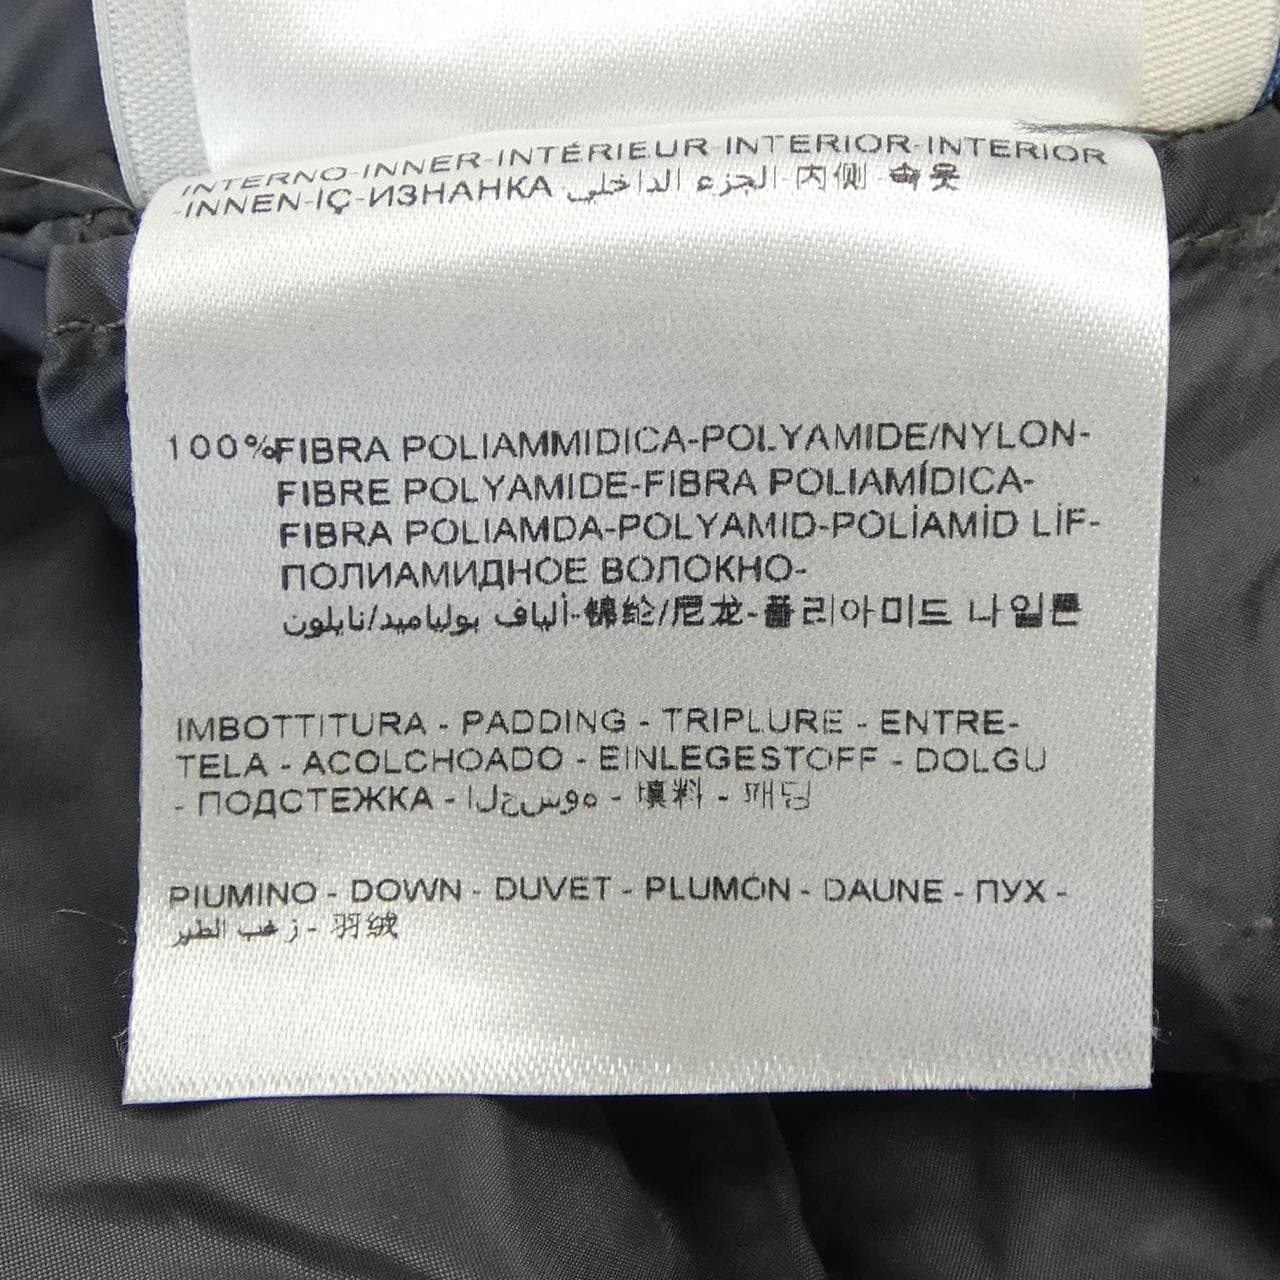 INTERNO-INNER-INTÉRIEUR-INTERIOR-INTERIOR
-INNEN-İÇ-ИЗНАНКА الجزء الداخلي-内侧-속옷
100%FIBRA POLIAMMIDICA-POLYAMIDE/NYLON-
FIBRE POLYAMIDE-FIBRA POLIAMÍDICA-
FIBRA POLIAMDA-POLYAMID-POLİAMİD LİF-
ПОЛИАМИДНОЕ ВОЛОКНО-
ألياف بولياميد/نايلون-锦纶/尼龙-폴리아미드 나일론
IMBOTTITURA - PADDING - TRIPLURE - ENTRE-
TELA - ACOLCHOADO - EINLEGESTOFF - DOLGU
- ПОДСТЕЖКА - الحشوه - 填料 - 패딩
PIUMINO - DOWN - DUVET - PLUMÓN - DAUNE - ПУХ -
زغب الطير - 羽绒